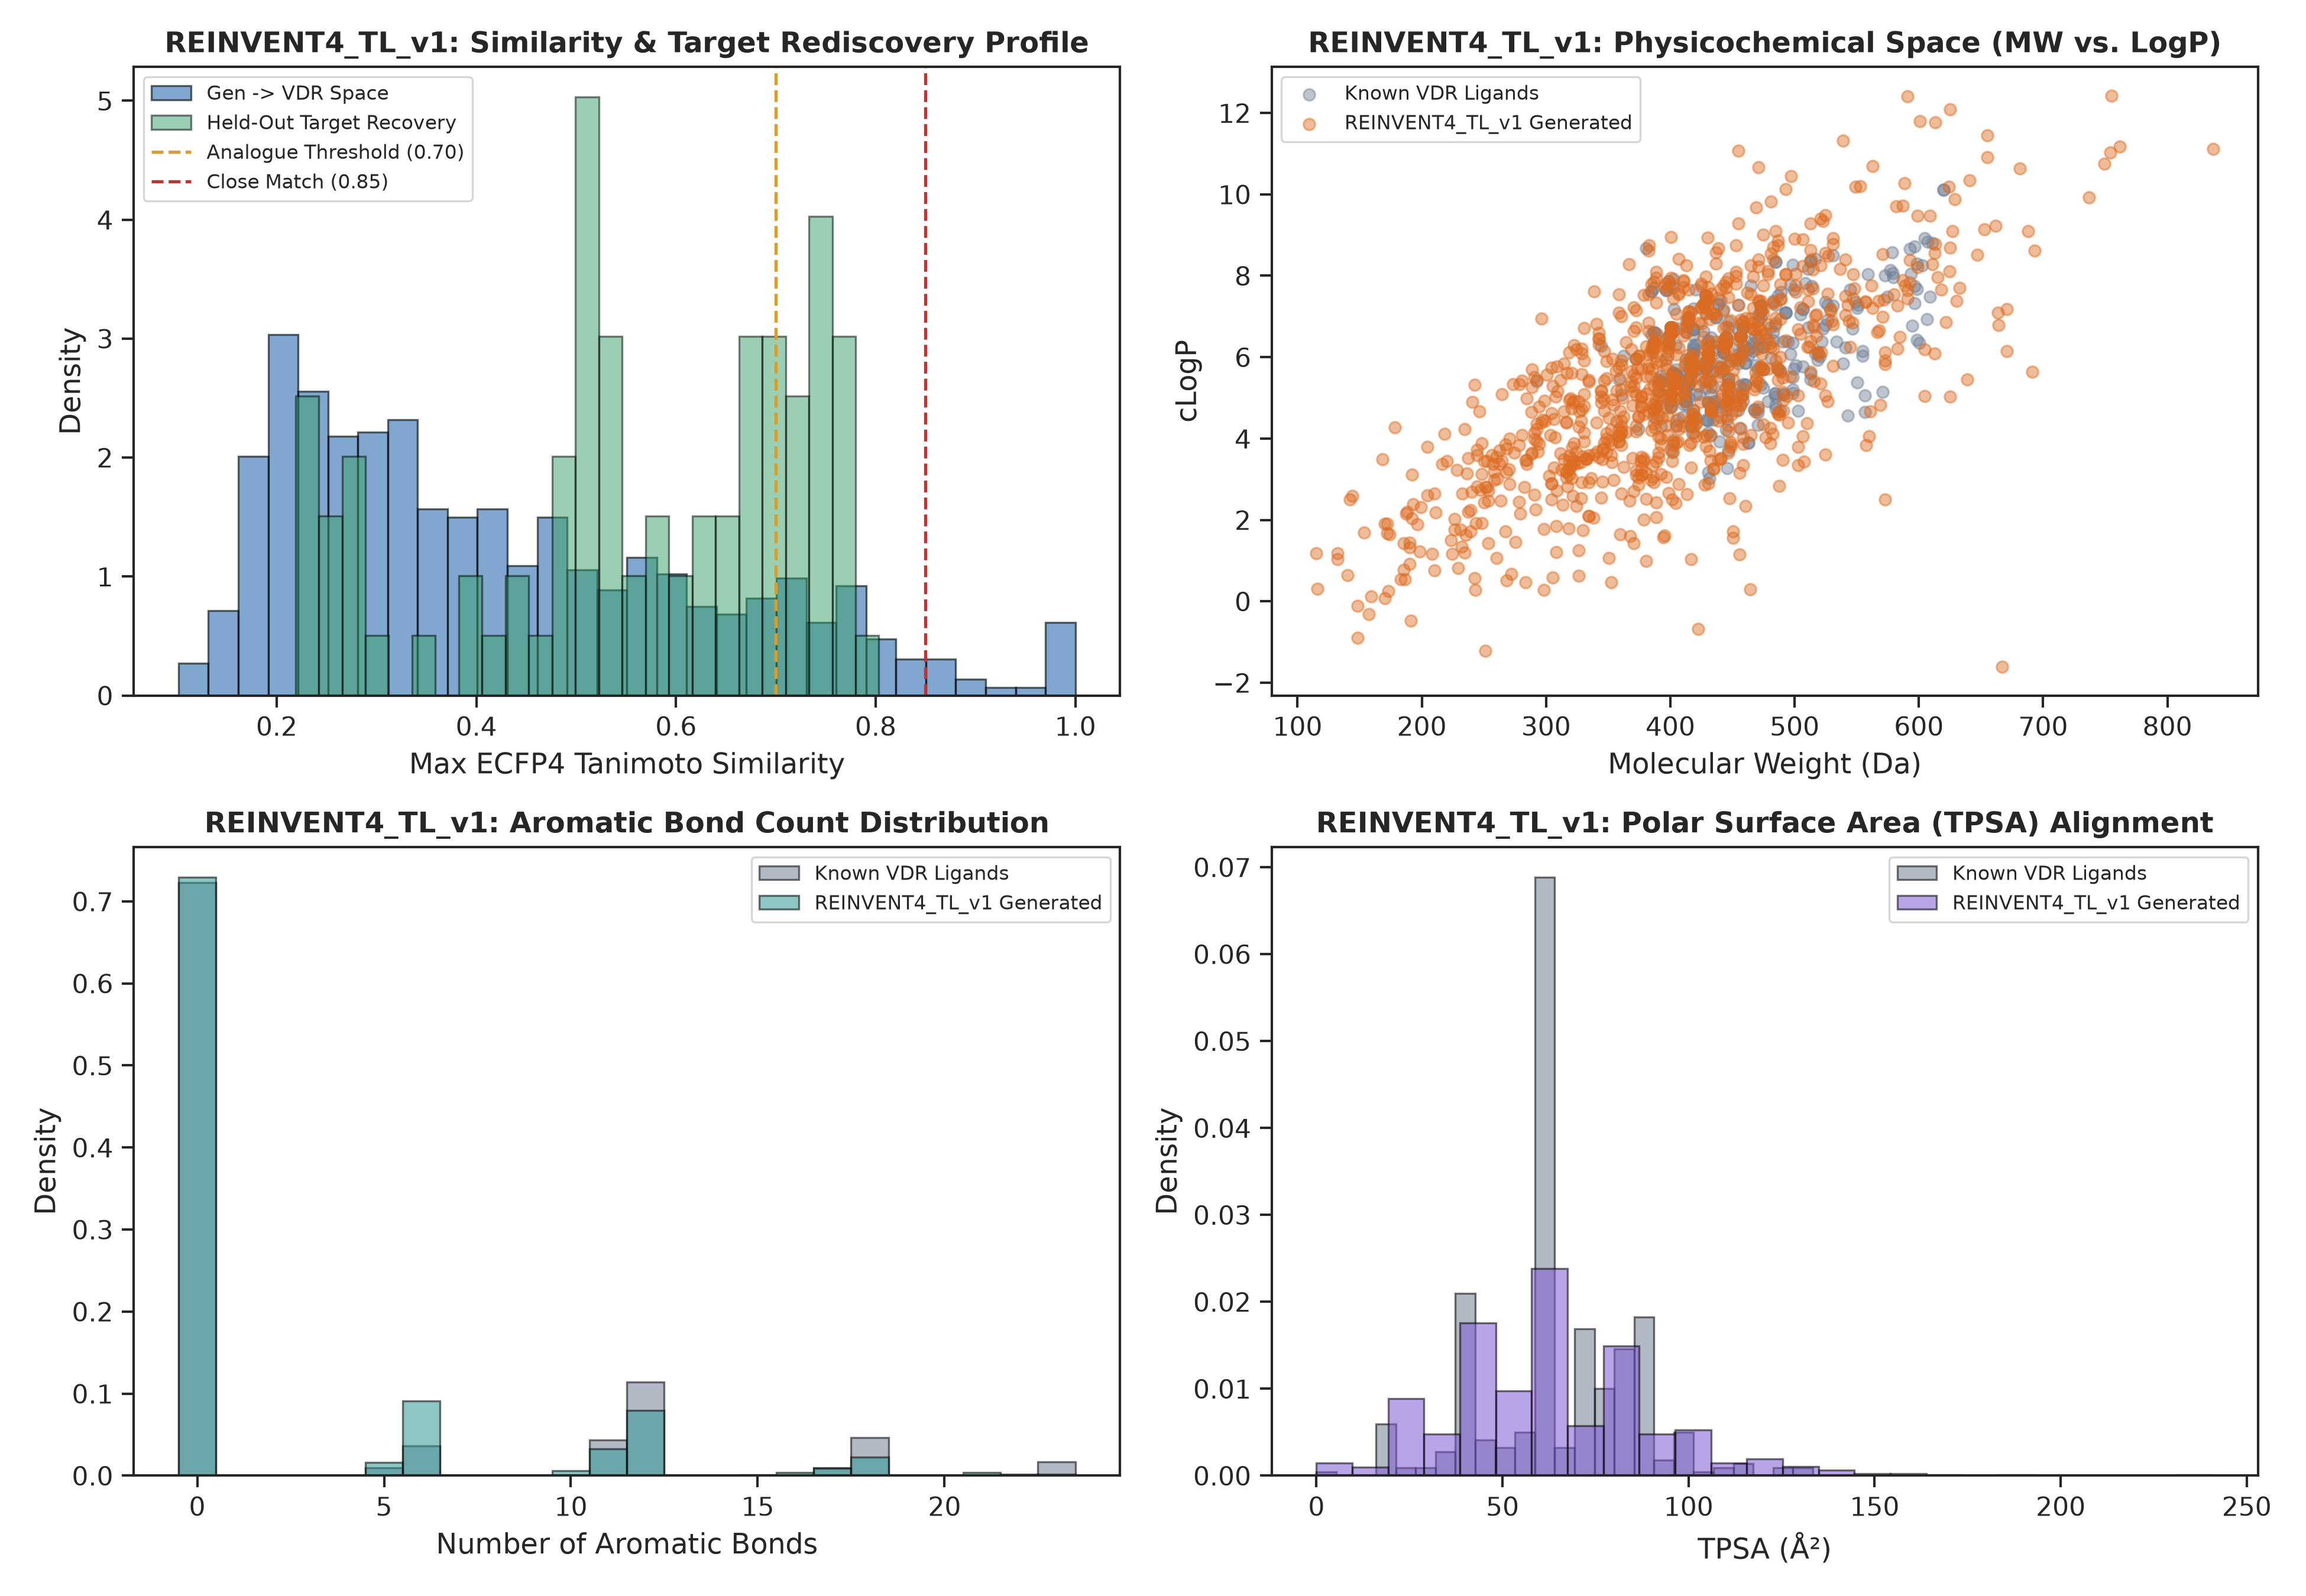 REINVENT4_TL_v1: Similarity & Target Rediscovery Profile
Gen -> VDR Space
Held-Out Target Recovery
Analogue Threshold (0.70)
Close Match (0.85)
Density
5
4
3
2
1
0
0.2
0.4
0.6
0.8
1.0
Max ECFP4 Tanimoto Similarity
REINVENT4_TL_v1: Physicochemical Space (MW vs. LogP)
Known VDR Ligands
REINVENT4_TL_v1 Generated
cLogP
12
10
8
6
4
2
0
−2
100
200
300
400
500
600
700
800
Molecular Weight (Da)
REINVENT4_TL_v1: Aromatic Bond Count Distribution
Known VDR Ligands
REINVENT4_TL_v1 Generated
Density
0.7
0.6
0.5
0.4
0.3
0.2
0.1
0.0
0
5
10
15
20
Number of Aromatic Bonds
REINVENT4_TL_v1: Polar Surface Area (TPSA) Alignment
Known VDR Ligands
REINVENT4_TL_v1 Generated
Density
0.07
0.06
0.05
0.04
0.03
0.02
0.01
0.00
0
50
100
150
200
250
TPSA (Å²)